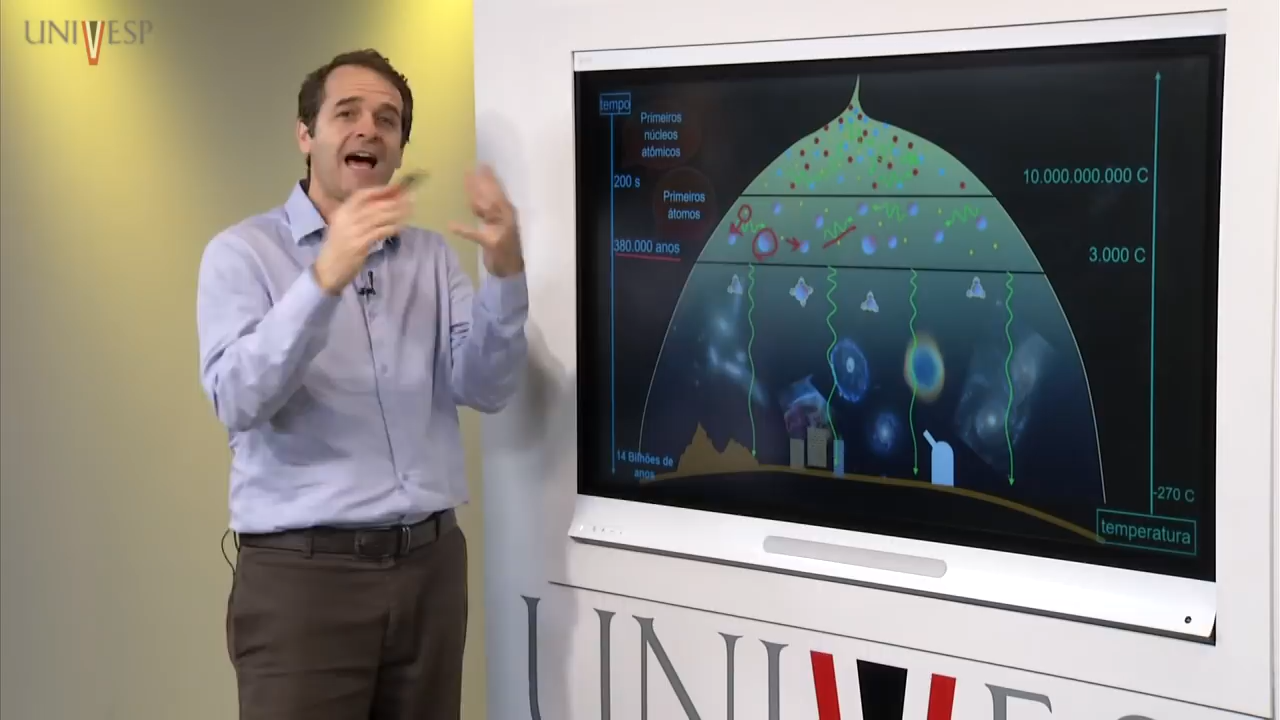 UNIVESP
tempo
Primeiros
núcleos
atômicos
200 s
Primeiros
átomos
380.000 anos
14 Bilhões de
anos
10.000.000.000 C
3.000 C
-270 C
temperatura
UNIVESP